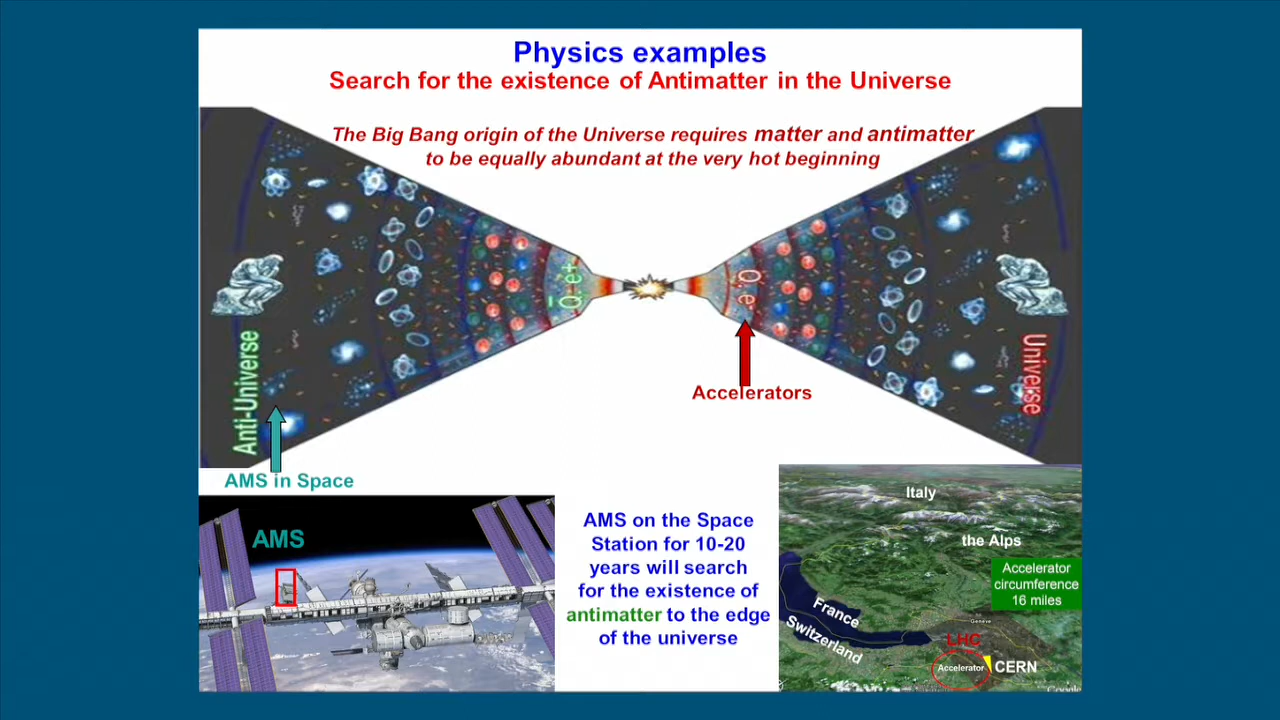 Physics examples
Search for the existence of Antimatter in the Universe
The Big Bang origin of the Universe requires matter and antimatter
to be equally abundant at the very hot beginning
Anti-Universe
Universe
Accelerators
AMS in Space
AMS
AMS on the Space
Station for 10-20
years will search
for the existence of
antimatter to the edge
of the universe
Italy
the Alps
Accelerator
circumference
16 miles
France
Switzerland
LHC
Accelerator
CERN